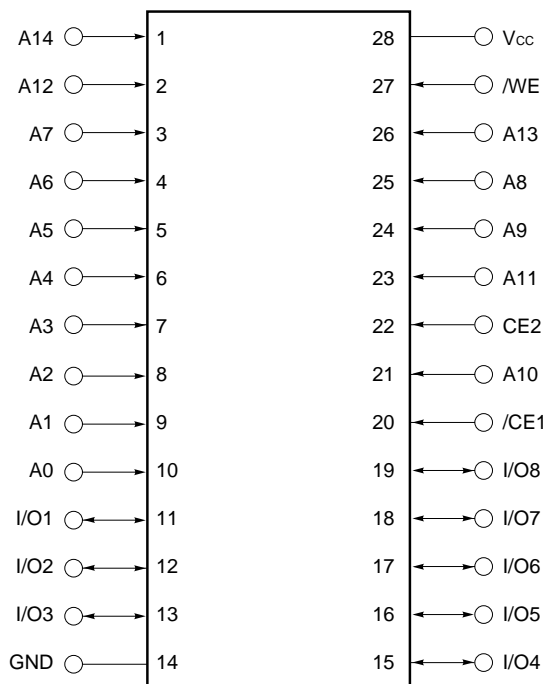 A14 1 28 Vcc
A12 2 27 /WE
A7 3 26 A13
A6 4 25 A8
A5 5 24 A9
A4 6 23 A11
A3 7 22 CE2
A2 8 21 A10
A1 9 20 /CE1
A0 10 19 I/O8
I/O1 11 18 I/O7
I/O2 12 17 I/O6
I/O3 13 16 I/O5
GND 14 15 I/O4